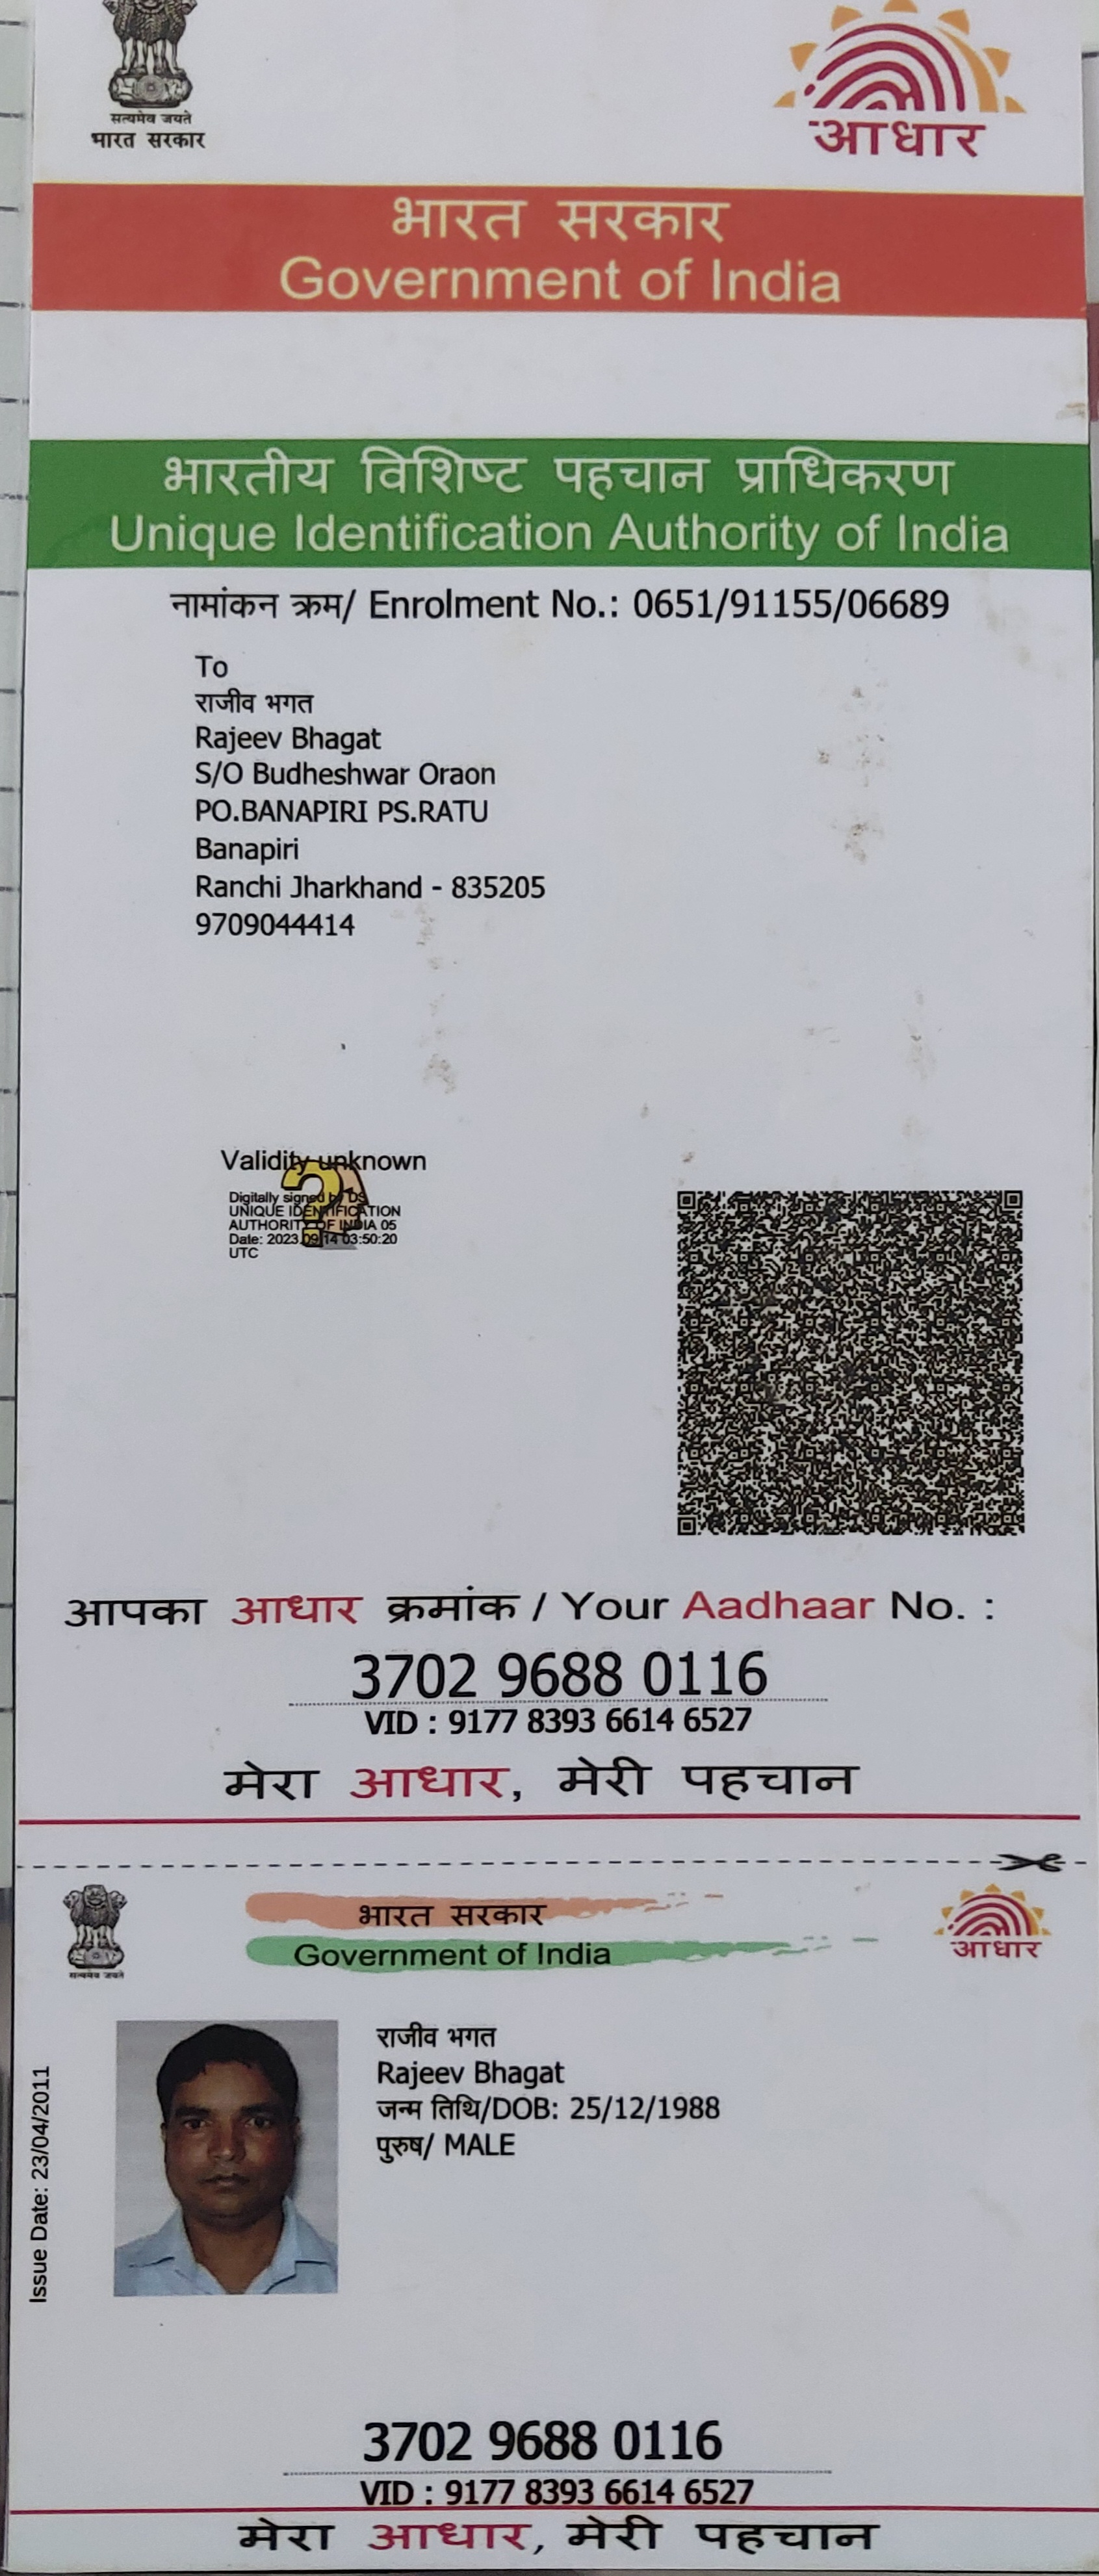 सत्यमेव जयते
भारत सरकार
आधार
भारत सरकार
Government of India
भारतीय विशिष्ट पहचान प्राधिकरण
Unique Identification Authority of India
नामांकन क्रम/ Enrolment No.: 0651/91155/06689
To
राजीव भगत
Rajeev Bhagat
S/O Budheshwar Oraon
PO.BANAPIRI PS.RATU
Banapiri
Ranchi Jharkhand - 835205
9709044414
Validity unknown
Digitally signed by DS
UNIQUE IDENTIFICATION
AUTHORITY OF INDIA 05
Date: 2023.09.14 03:50:20
UTC
आपका आधार क्रमांक / Your Aadhaar No. :
3702 9688 0116
VID : 9177 8393 6614 6527
मेरा आधार, मेरी पहचान
सत्यमेव जयते
भारत सरकार
Government of India
आधार
Issue Date: 23/04/2011
राजीव भगत
Rajeev Bhagat
जन्म तिथि/DOB: 25/12/1988
पुरुष/ MALE
3702 9688 0116
VID : 9177 8393 6614 6527
मेरा आधार, मेरी पहचान